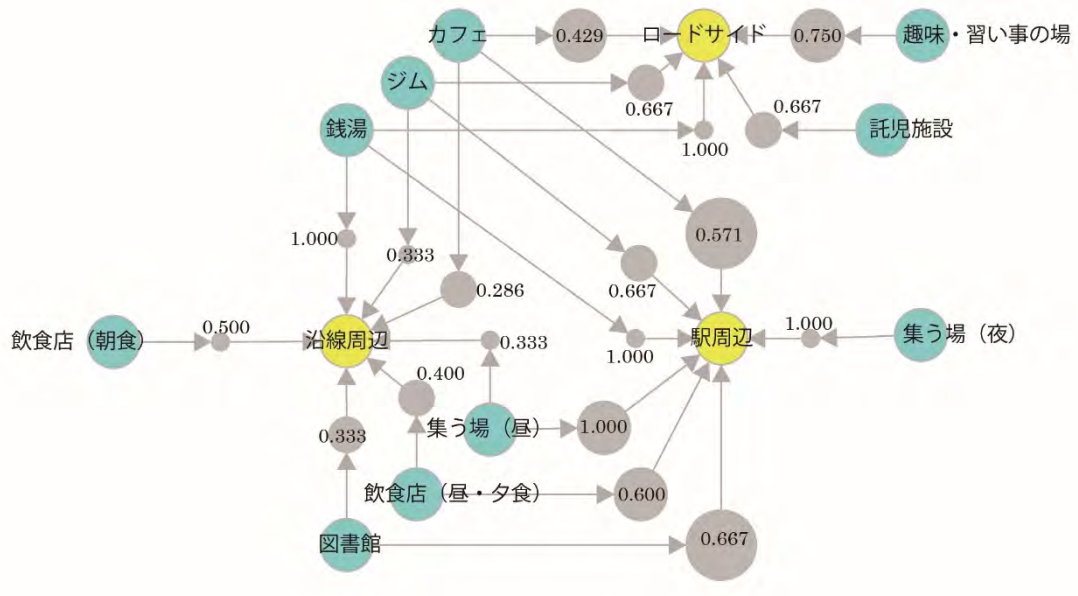 カフェ
0.429
ロードサイド
0.750
趣味・習い事の場
ジム
0.667
0.667
銭湯
1.000
託児施設
1.000
0.333
0.571
0.286
0.667
飲食店（朝食）
0.500
沿線周辺
0.333
1.000
駅周辺
1.000
集う場（夜）
0.400
0.333
集う場（昼）
1.000
飲食店（昼・夕食）
0.600
図書館
0.667